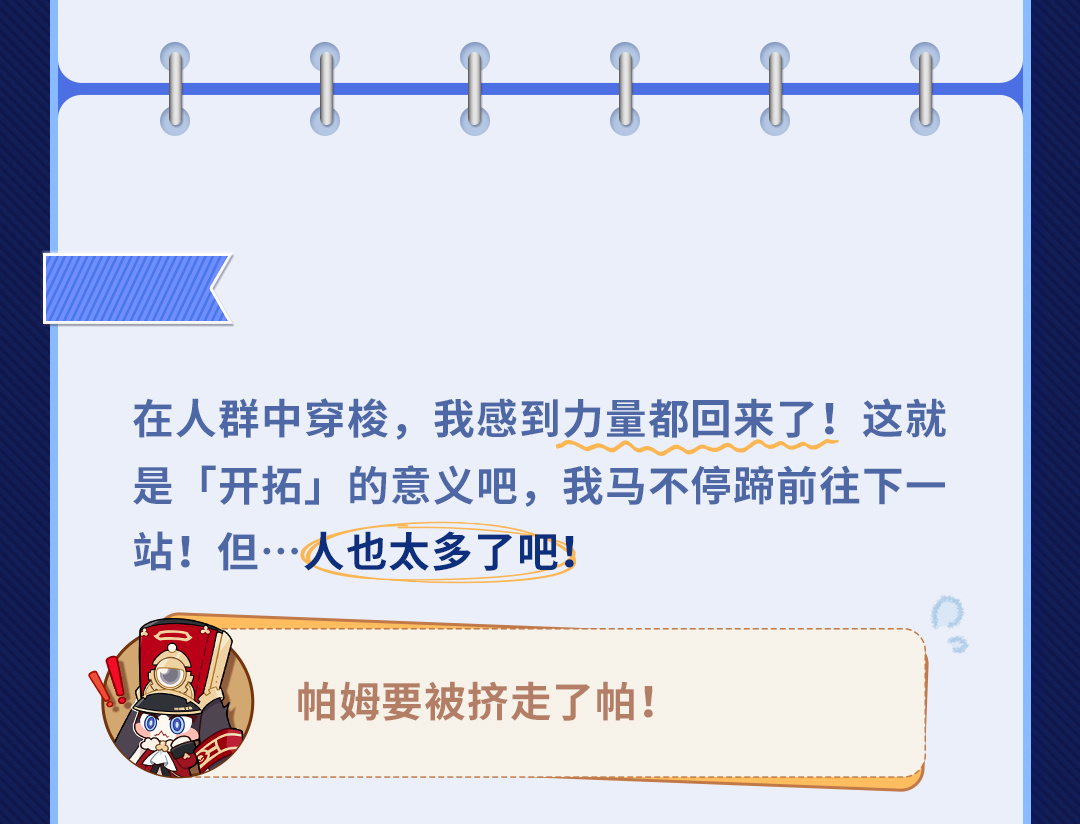 在人群中穿梭，我感到力量都回来了！这就
是「开拓」的意义吧，我马不停蹄前往下一
站！但…人也太多了吧！
帕姆要被挤走了帕！